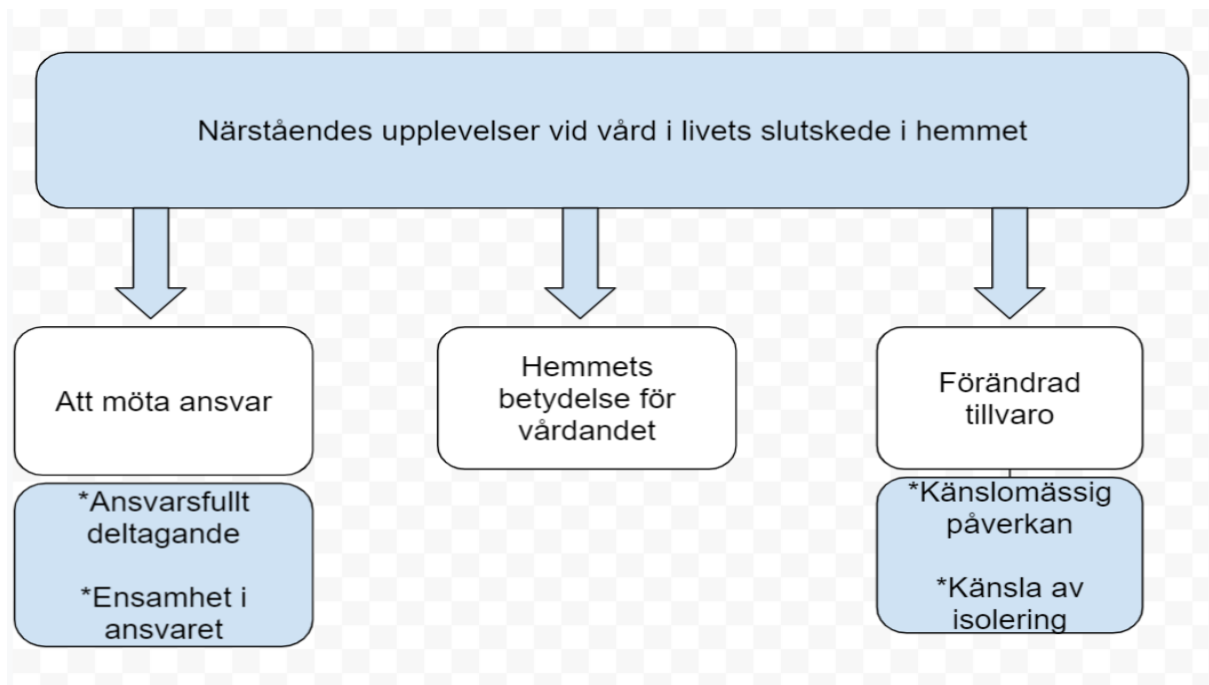 Närståendes upplevelser vid vård i livets slutskede i hemmet
Att möta ansvar
*Ansvarsfullt
deltagande
*Ensamhet i
ansvaret
Hemmets
betydelse för
vårdandet
Förändrad
tillvaro
*Känslomässig
påverkan
*Känsla av
isolering